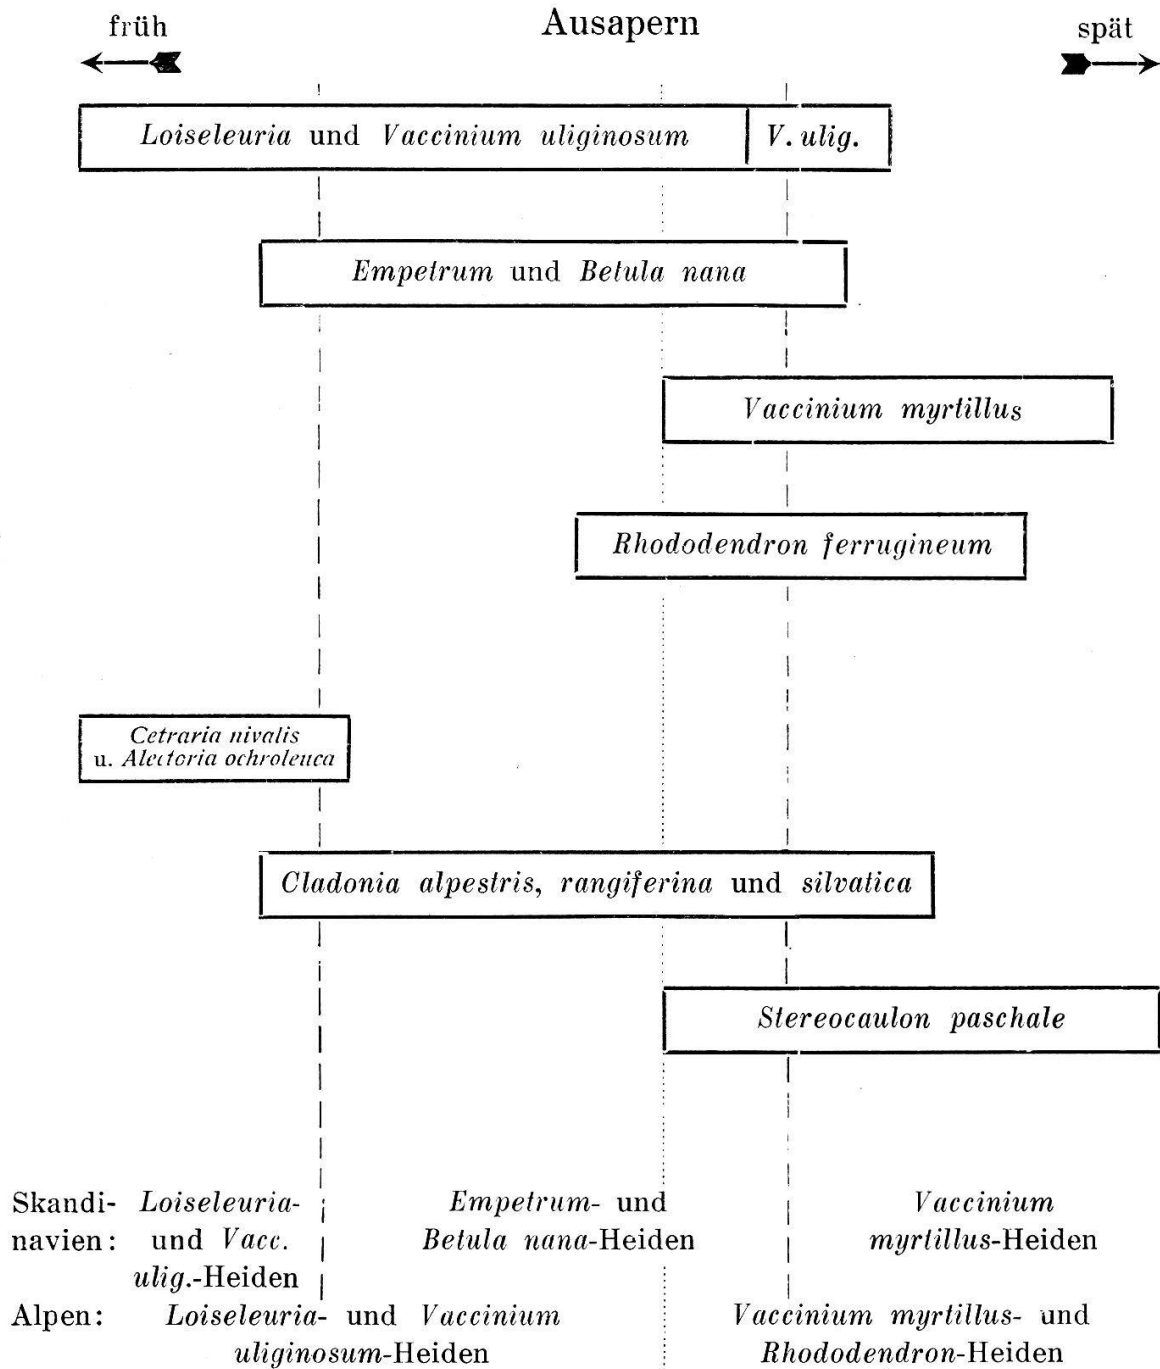 früh Ausapern spät
Loiseleuria und Vaccinium uliginosum V. ulig.
Empetrum und Betula nana
Vaccinium myrtillus
Rhododendron ferrugineum
Cetraria nivalis
u. Alectoria ochroleuca
Cladonia alpestris, rangiferina und silvatica
Stereocaulon paschale
Skandi- Loiseleuria- Empetrum- und Vaccinium
navien: und Vacc. Betula nana-Heiden myrtillus-Heiden
ulig.-Heiden
Alpen: Loiseleuria- und Vaccinium Vaccinium myrtillus- und
uliginosum-Heiden Rhododendron-Heiden